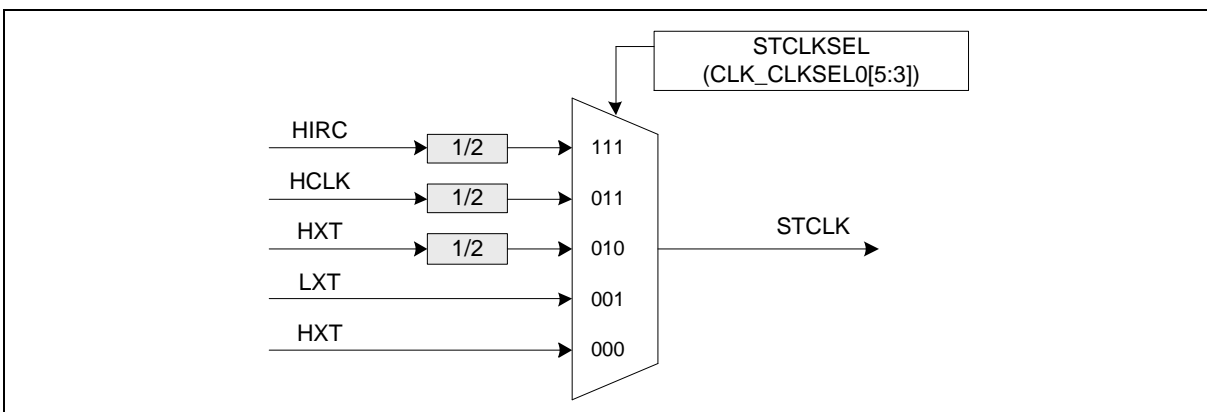 STCLKSEL
(CLK_CLKSEL0[5:3])
HIRC
1/2
111
HCLK
1/2
011
HXT
1/2
010
STCLK
LXT
001
HXT
000